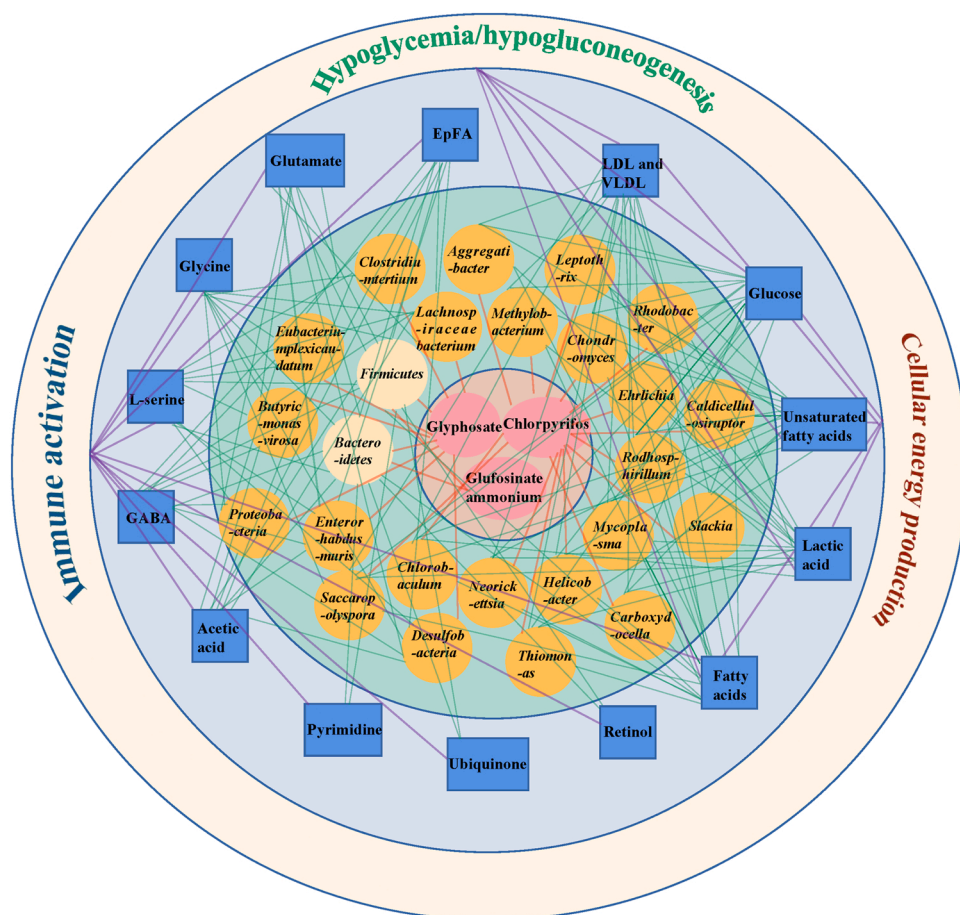 Hypoglycemia/hypogluconeogenesis
Immune activation
Cellular energy production
EpFA
Glutamate
LDL and
VLDL
Glycine
Glucose
L-serine
Unsaturated
fatty acids
GABA
Lactic
acid
Acetic
acid
Fatty
acids
Pyrimidine
Retinol
Ubiquinone
Aggregati
-bacter
Clostridiu
-mtertium
Leptoth
-rix
Lachnosp
-iraceae
bacterium
Methylob-
acterium
Rhodobac
-ter
Eubacteriu-
mplexicau-
datum
Chondr
-omyces
Firmicutes
Ehrlichia
Butyric
-monas
-virosa
Caldicellul
-osiruptor
Bactero
-idetes
Glyphosate
Chlorpyrifos
Glufosinate
ammonium
Rodhosp
-hirillum
Proteoba
-cteria
Enteror
-habdus
-muris
Mycopla
-sma
Slackia
Chlorob-
aculum
Neorick
-ettsia
Helicob
-acter
Saccarop
-olyspora
Carboxyd
-ocella
Desulfob
-acteria
Thiomon
-as